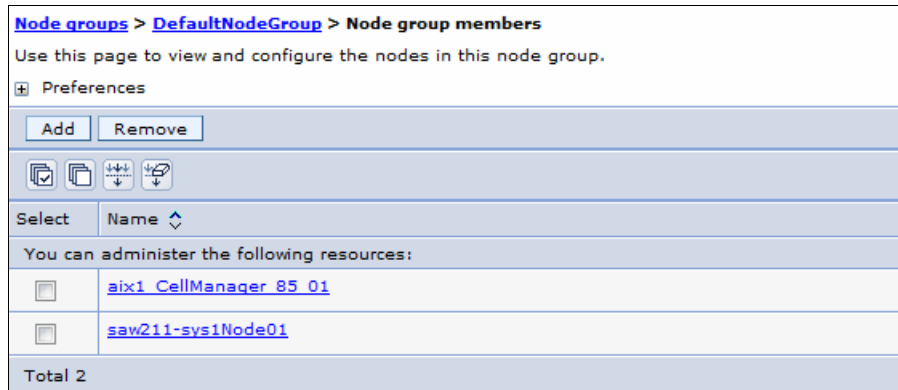 Node groups > DefaultNodeGroup > Node group members
Use this page to view and configure the nodes in this node group.
Preferences
Add Remove
Select Name
You can administer the following resources:
aix1_CellManager_85_01
saw211-sys1Node01
Total 2